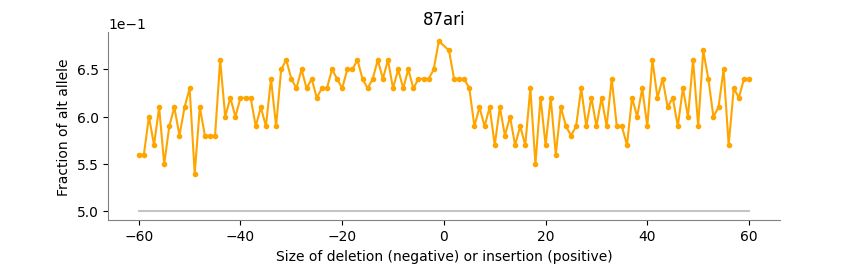 87ari
1e−1
Fraction of alt allele
6.5
6.0
5.5
5.0
−60 −40 −20 0 20 40 60
Size of deletion (negative) or insertion (positive)